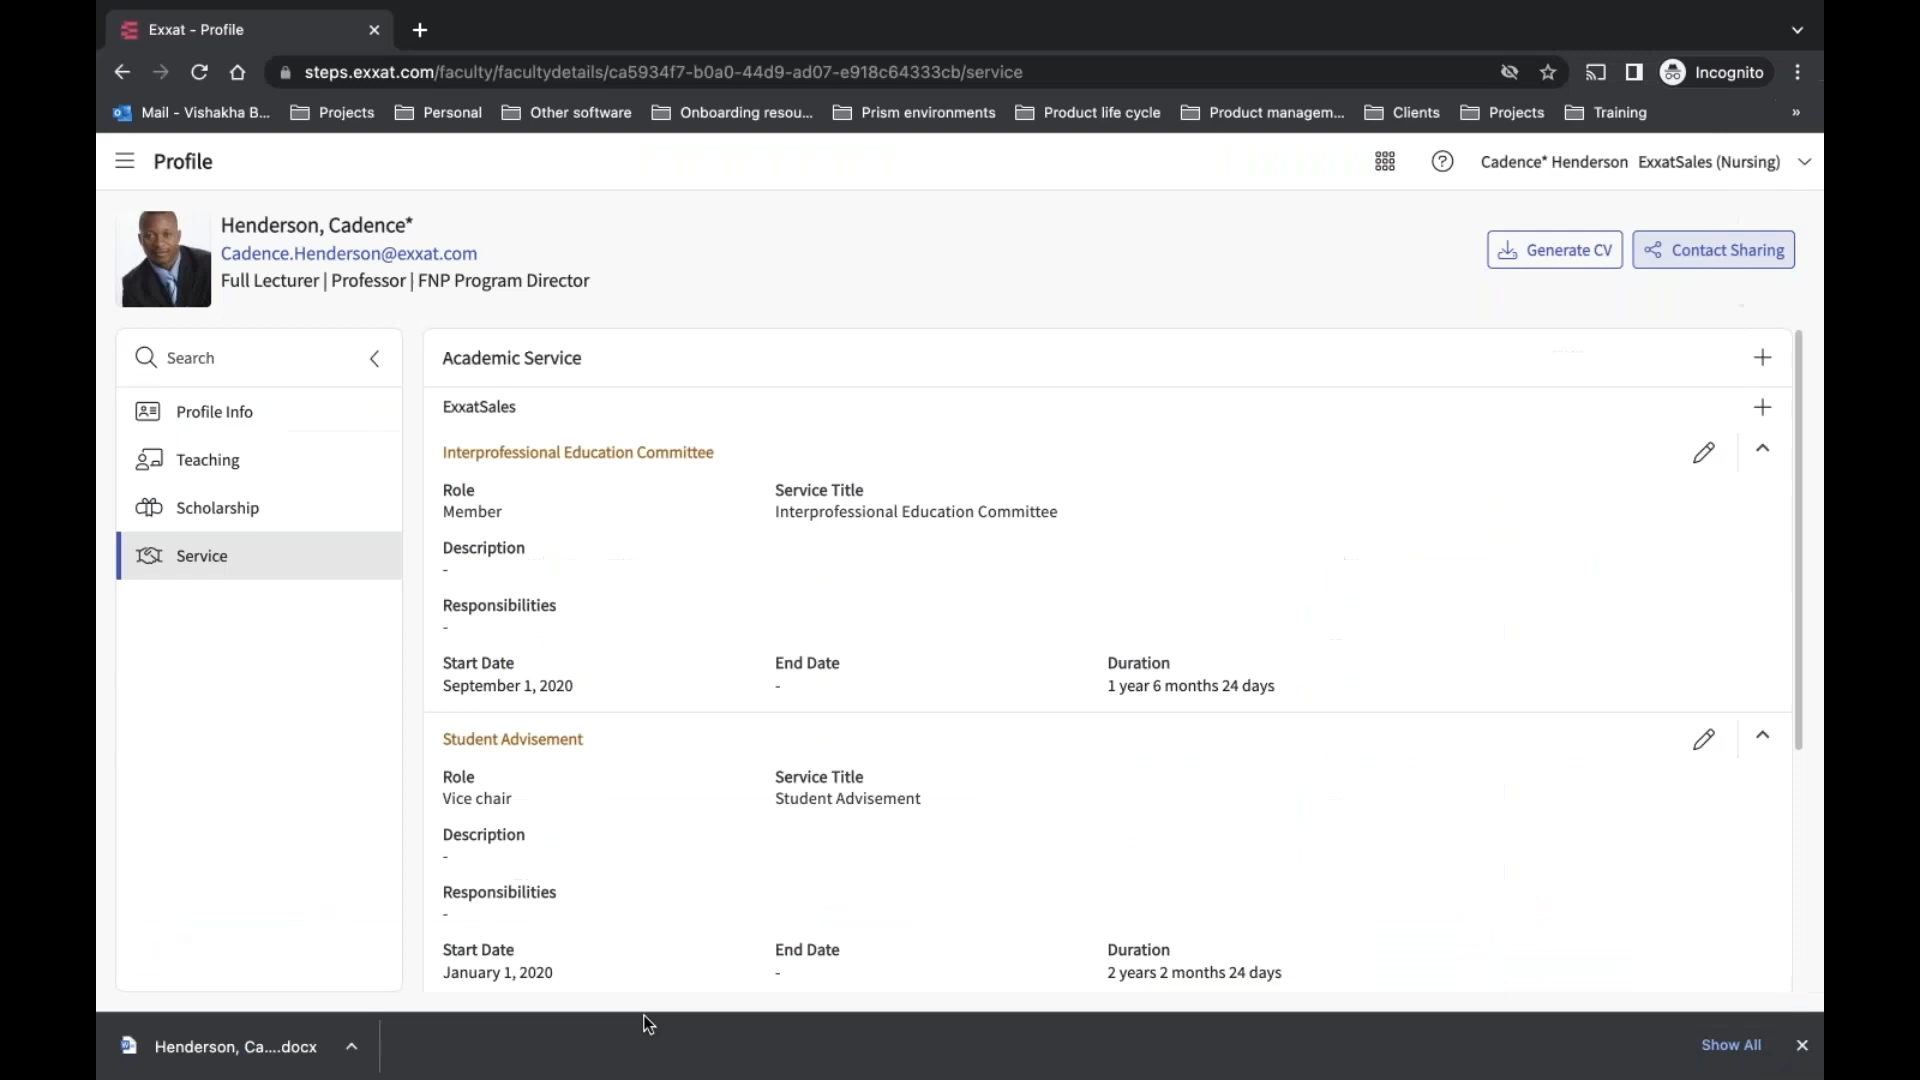 Exxat - Profile
steps.exxat.com/faculty/facultydetails/ca5934f7-b0a0-44d9-ad07-e918c64333cb/service
Incognito
Mail - Vishakha B...
Projects
Personal
Other software
Onboarding resou...
Prism environments
Product life cycle
Product managem...
Clients
Projects
Training
»
Profile
Cadence* Henderson ExxatSales (Nursing)
Henderson, Cadence*
Cadence.Henderson@exxat.com
Full Lecturer | Professor | FNP Program Director
Generate CV
Contact Sharing
Search
Profile Info
Teaching
Scholarship
Service
Academic Service
ExxatSales
Interprofessional Education Committee
Role
Service Title
Member
Interprofessional Education Committee
Description
-
Responsibilities
-
Start Date
End Date
Duration
September 1, 2020
-
1 year 6 months 24 days
Student Advisement
Role
Service Title
Vice chair
Student Advisement
Description
-
Responsibilities
-
Start Date
End Date
Duration
January 1, 2020
-
2 years 2 months 24 days
Henderson, Ca....docx
Show All